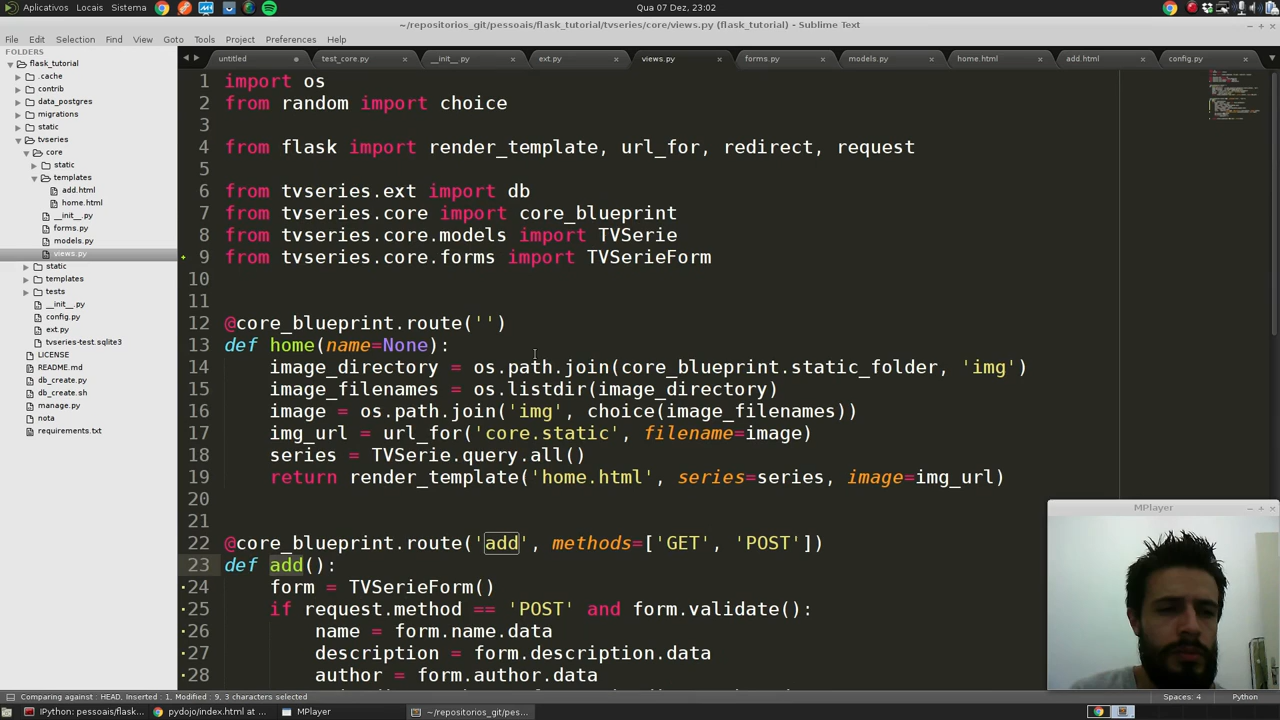 Aplicativos Locais Sistema Qua 07 Dez, 23:02
~/repositorios_git/pessoais/flask_tutorial/tvseries/core/views.py (flask_tutorial) - Sublime Text
File Edit Selection Find View Goto Tools Project Preferences Help
FOLDERS
flask_tutorial
.cache
contrib
data_postgres
migrations
static
tvseries
core
static
templates
add.html
home.html
__init__.py
forms.py
models.py
views.py
static
templates
tests
__init__.py
config.py
ext.py
tvseries-test.sqlite3
LICENSE
README.md
db_create.py
db_create.sh
manage.py
nota
requirements.txt
untitled test_core.py __init__.py ext.py views.py forms.py models.py home.html add.html config.py
1 import os
2 from random import choice
3
4 from flask import render_template, url_for, redirect, request
5
6 from tvseries.ext import db
7 from tvseries.core import core_blueprint
8 from tvseries.core.models import TVSerie
9 from tvseries.core.forms import TVSerieForm
10
11
12 @core_blueprint.route('')
13 def home(name=None):
14 image_directory = os.path.join(core_blueprint.static_folder, 'img')
15 image_filenames = os.listdir(image_directory)
16 image = os.path.join('img', choice(image_filenames))
17 img_url = url_for('core.static', filename=image)
18 series = TVSerie.query.all()
19 return render_template('home.html', series=series, image=img_url)
20
21
22 @core_blueprint.route('add', methods=['GET', 'POST'])
23 def add():
24 form = TVSerieForm()
25 if request.method == 'POST' and form.validate():
26 name = form.name.data
27 description = form.description.data
28 author = form.author.data
MPlayer
Comparing against : HEAD, Inserted : 1, Modified : 9, 3 characters selected Spaces: 4 Python
IPython: pessoais/flask... pydojo/index.html at ... MPlayer ~/repositorios_git/pes...